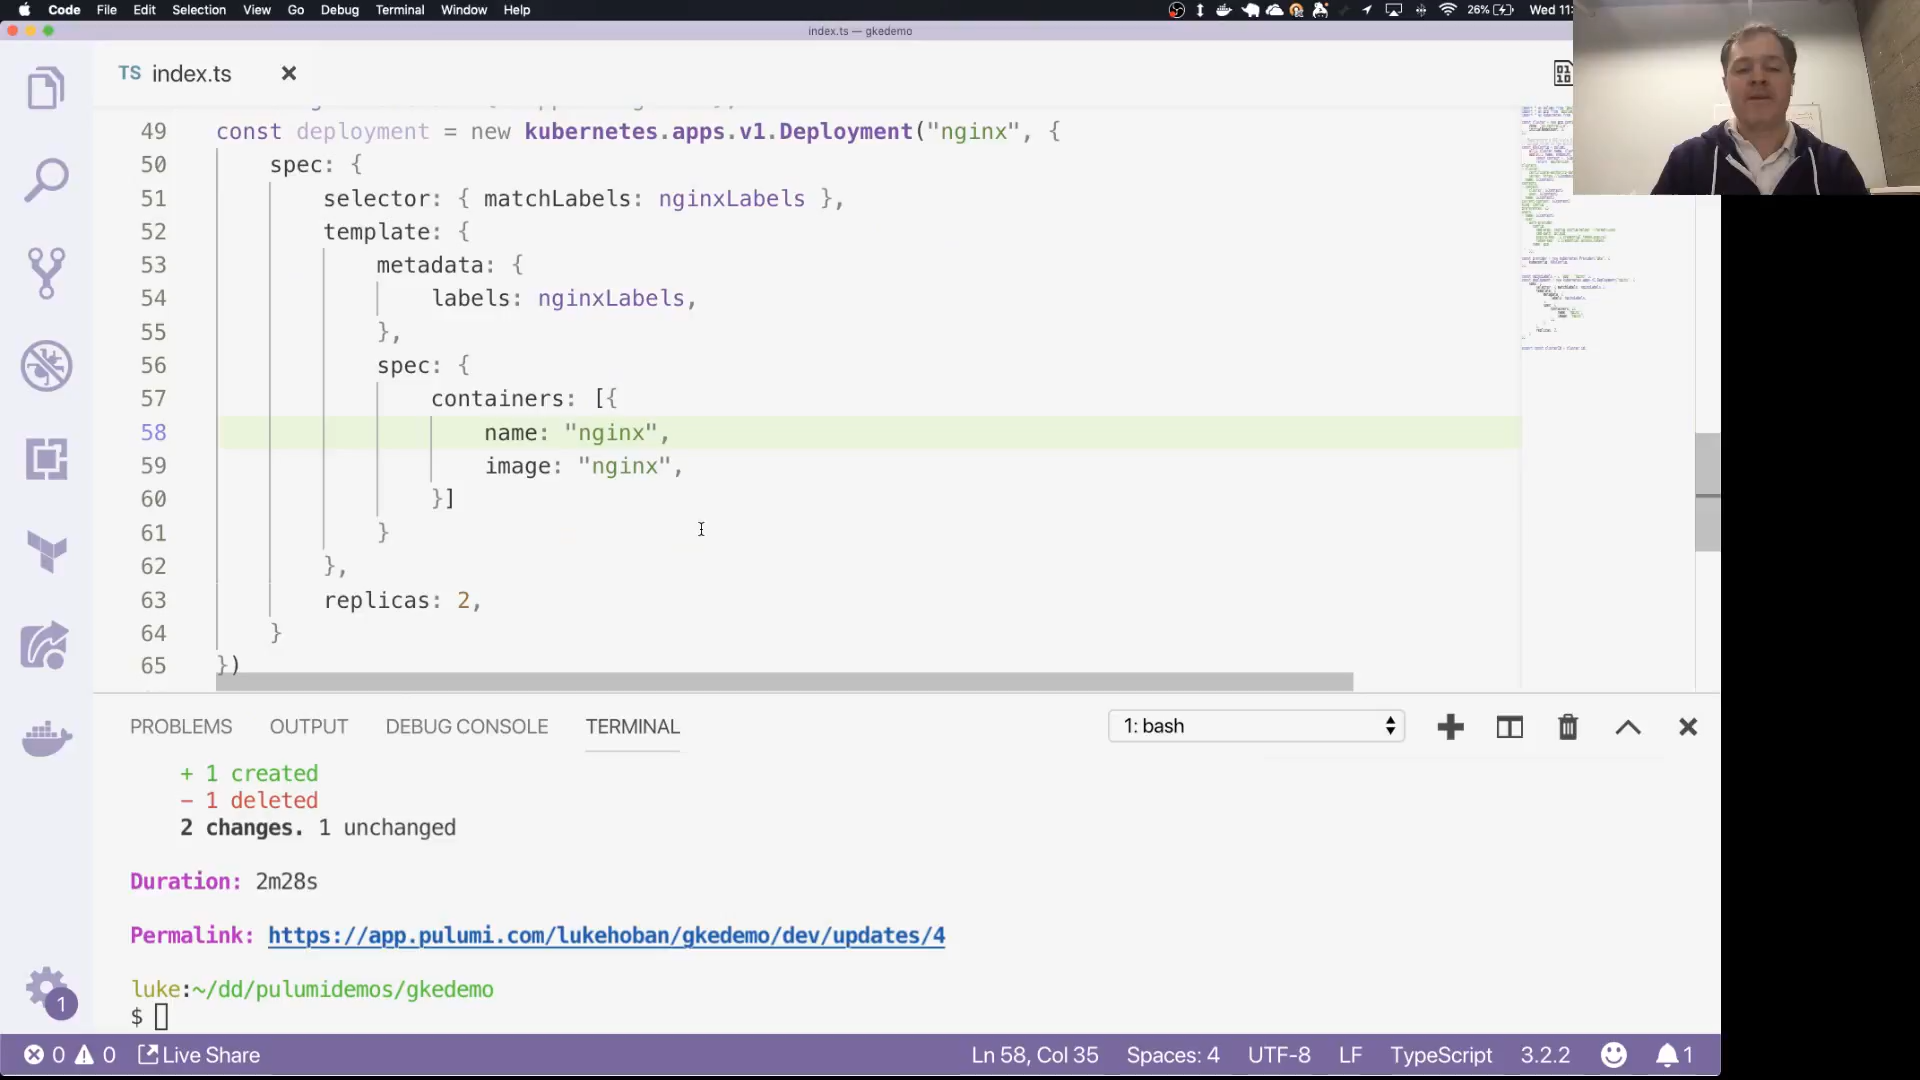 Code File Edit Selection View Go Debug Terminal Window Help 26% Wed 11:
index.ts — gkedemo
TS index.ts
49 const deployment = new kubernetes.apps.v1.Deployment("nginx", {
50 spec: {
51 selector: { matchLabels: nginxLabels },
52 template: {
53 metadata: {
54 labels: nginxLabels,
55 },
56 spec: {
57 containers: [{
58 name: "nginx",
59 image: "nginx",
60 }]
61 }
62 },
63 replicas: 2,
64 }
65 })
PROBLEMS OUTPUT DEBUG CONSOLE TERMINAL 1: bash
+ 1 created
- 1 deleted
2 changes. 1 unchanged
Duration: 2m28s
Permalink: https://app.pulumi.com/lukehoban/gkedemo/dev/updates/4
luke:~/dd/pulumidemos/gkedemo
$
1
0 0 Live Share Ln 58, Col 35 Spaces: 4 UTF-8 LF TypeScript 3.2.2 1